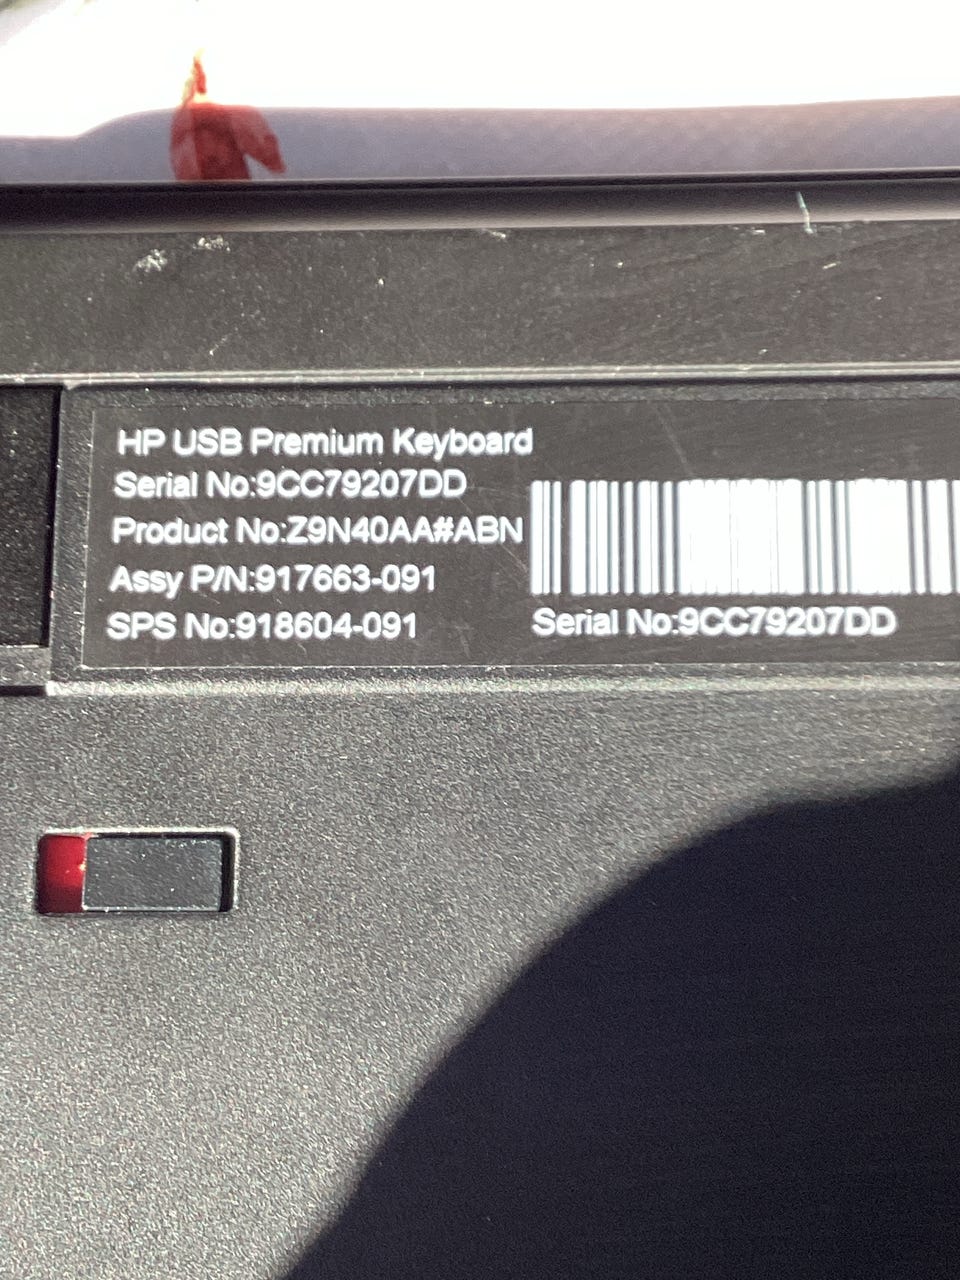 HP USB Premium Keyboard
Serial No:9CC79207DD
Product No:Z9N40AA#ABN
Assy P/N:917663-091
SPS No:918604-091
Serial No:9CC79207DD